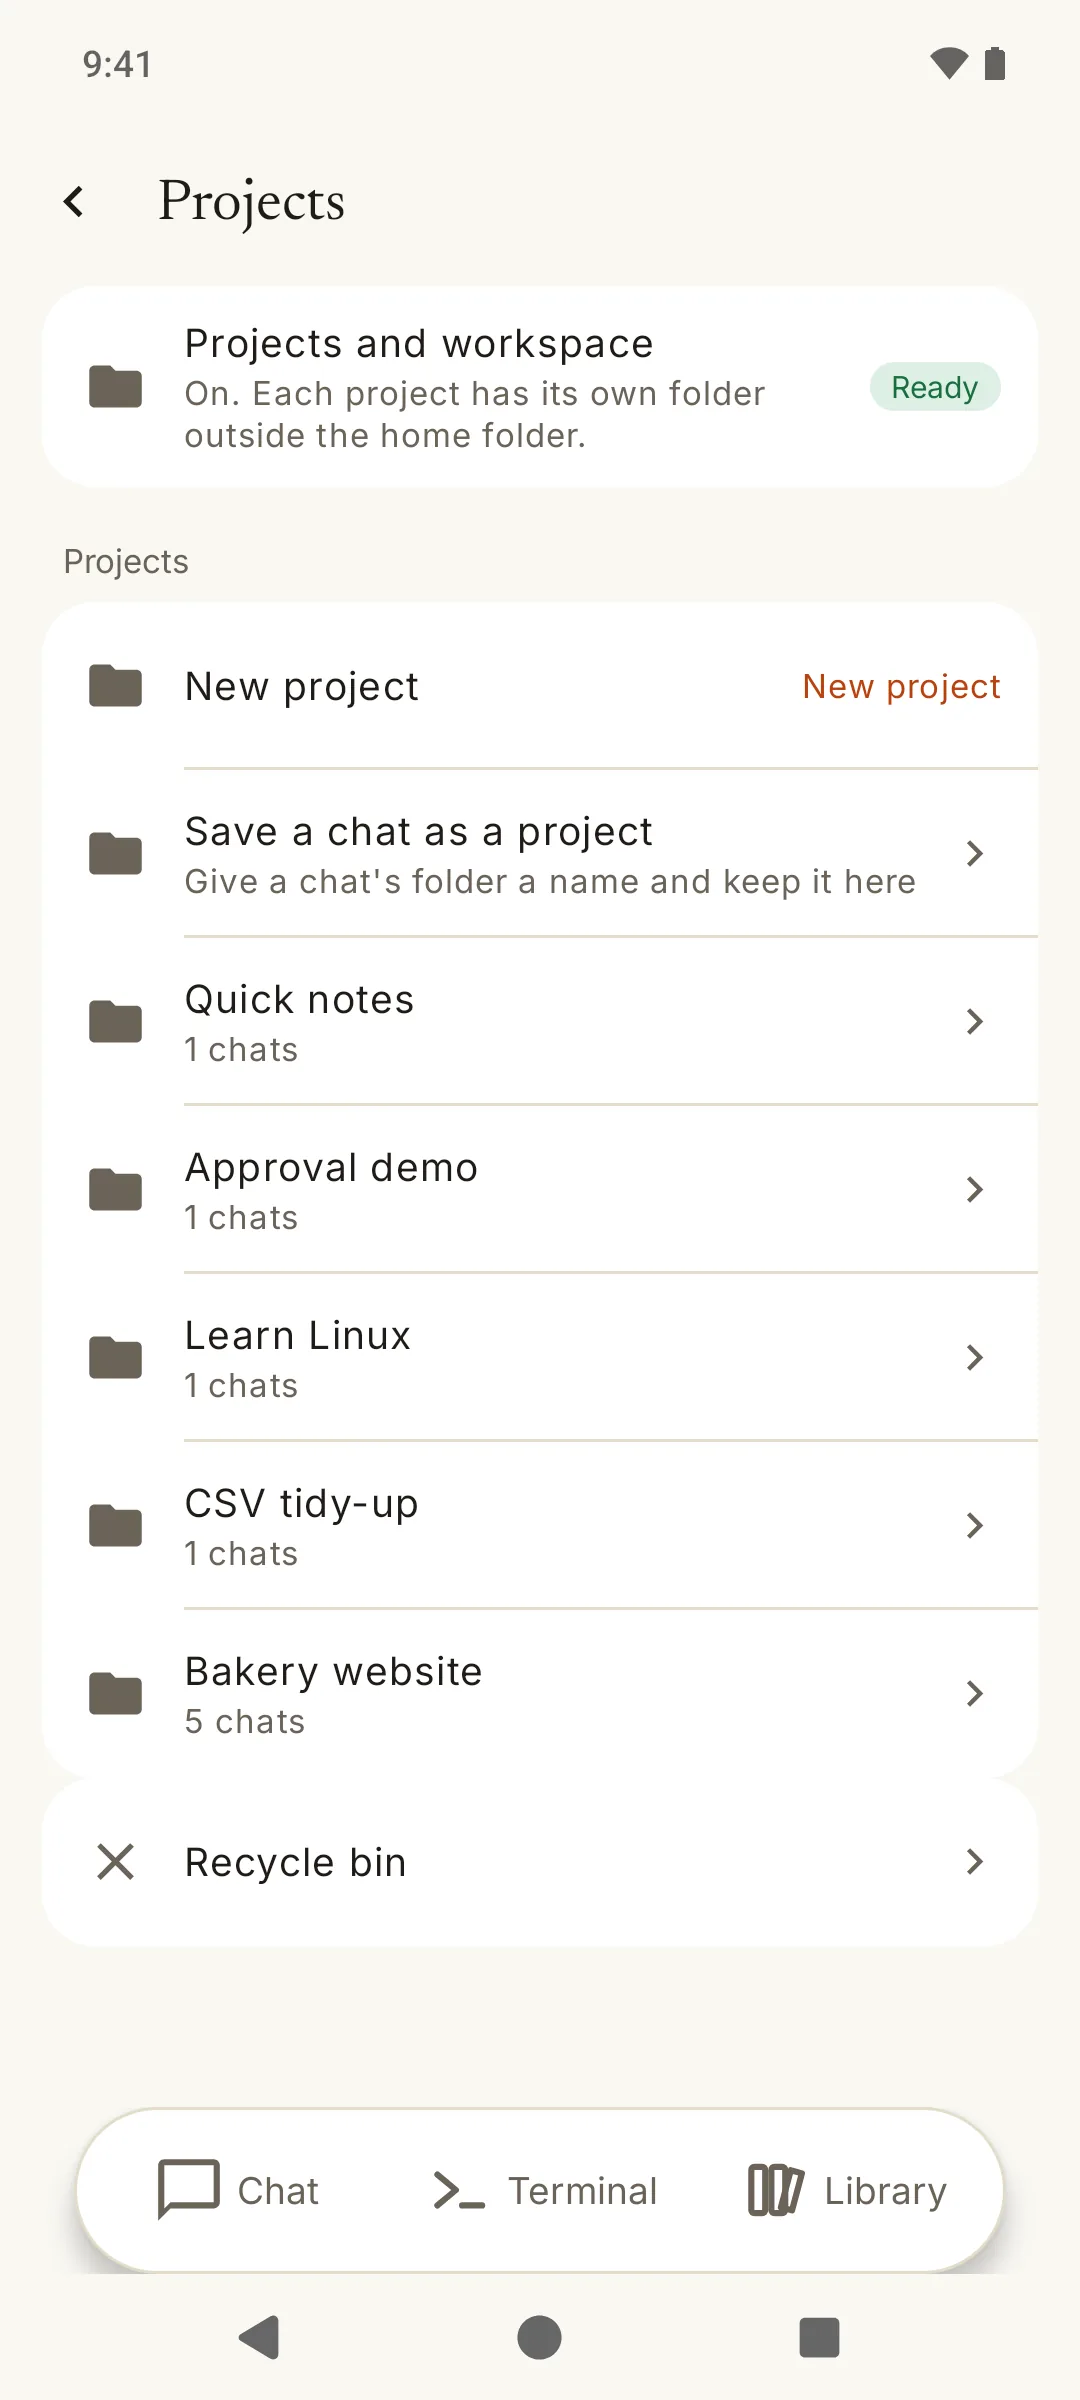 9:41
Projects
Projects and workspace
On. Each project has its own folder
outside the home folder.
Ready
Projects
New project
New project
Save a chat as a project
Give a chat's folder a name and keep it here
Quick notes
1 chats
Approval demo
1 chats
Learn Linux
1 chats
CSV tidy-up
1 chats
Bakery website
5 chats
Recycle bin
Chat
Terminal
Library